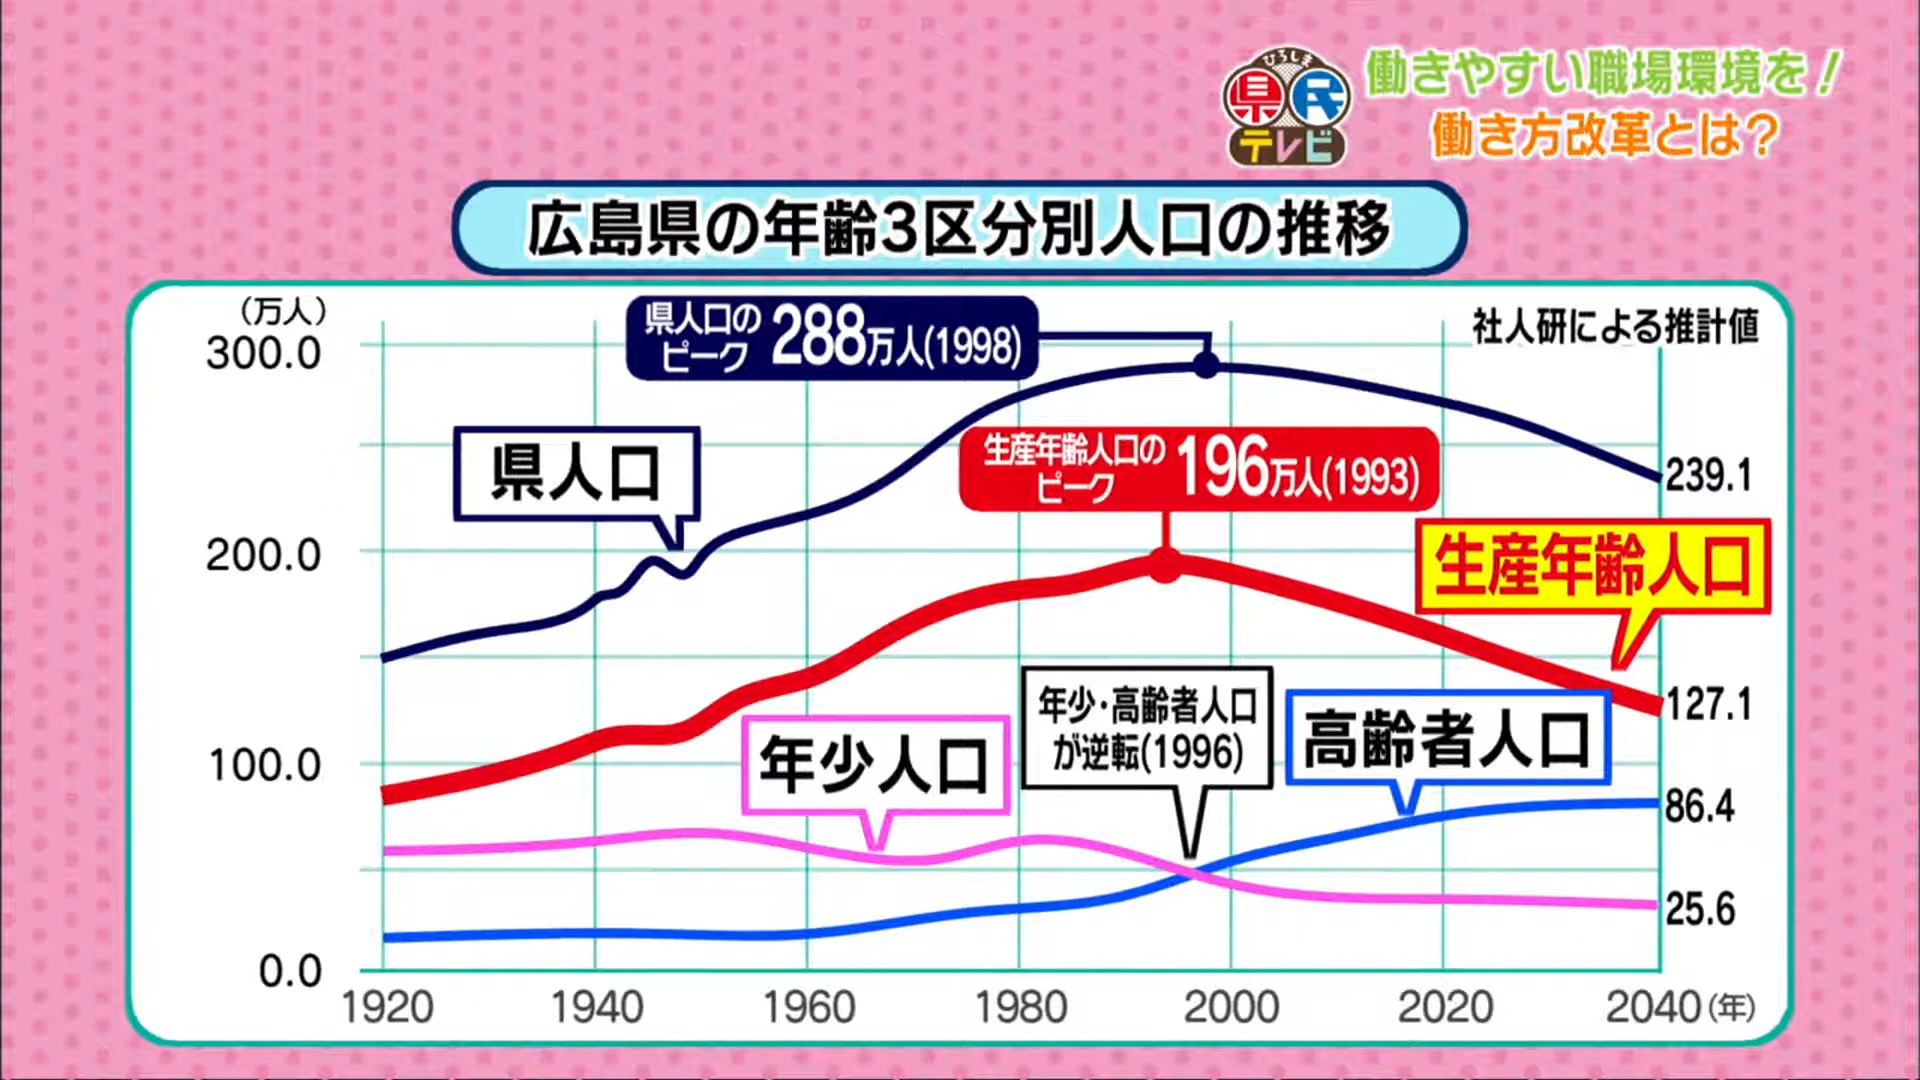 ひろしま
県民
テレビ
働きやすい職場環境を!
働き方改革とは?
広島県の年齢3区分別人口の推移
(万人)
300.0
200.0
100.0
0.0
県人口の
ピーク 288万人(1998)
社人研による推計値
県人口
生産年齢人口の
ピーク 196万人(1993)
239.1
生産年齢人口
年少・高齢者人口
が逆転(1996)
年少人口
高齢者人口
127.1
86.4
25.6
1920 1940 1960 1980 2000 2020 2040 (年)